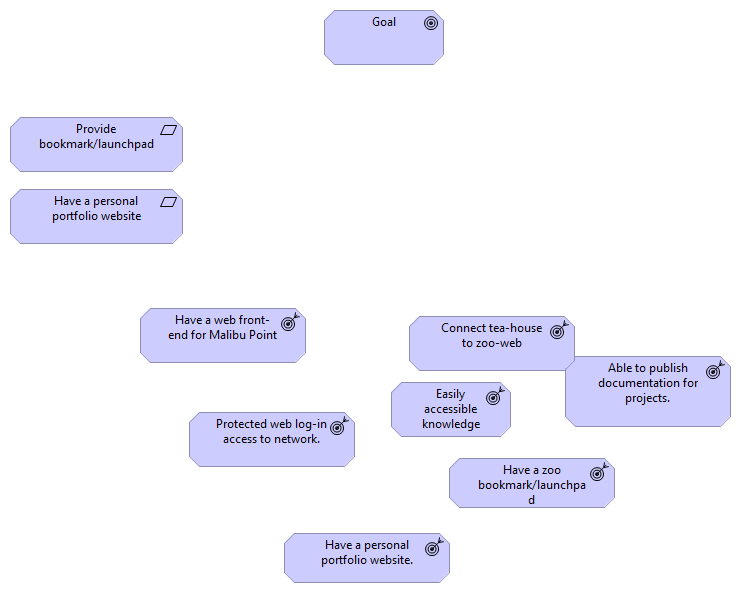 Goal
Provide
bookmark/launchpad
Have a personal
portfolio website
Have a web front-
end for Malibu Point
Connect tea-house
to zoo-web
Able to publish
documentation for
projects.
Easily
accessible
knowledge
Protected web log-in
access to network.
Have a zoo
bookmark/launchpa
d
Have a personal
portfolio website.